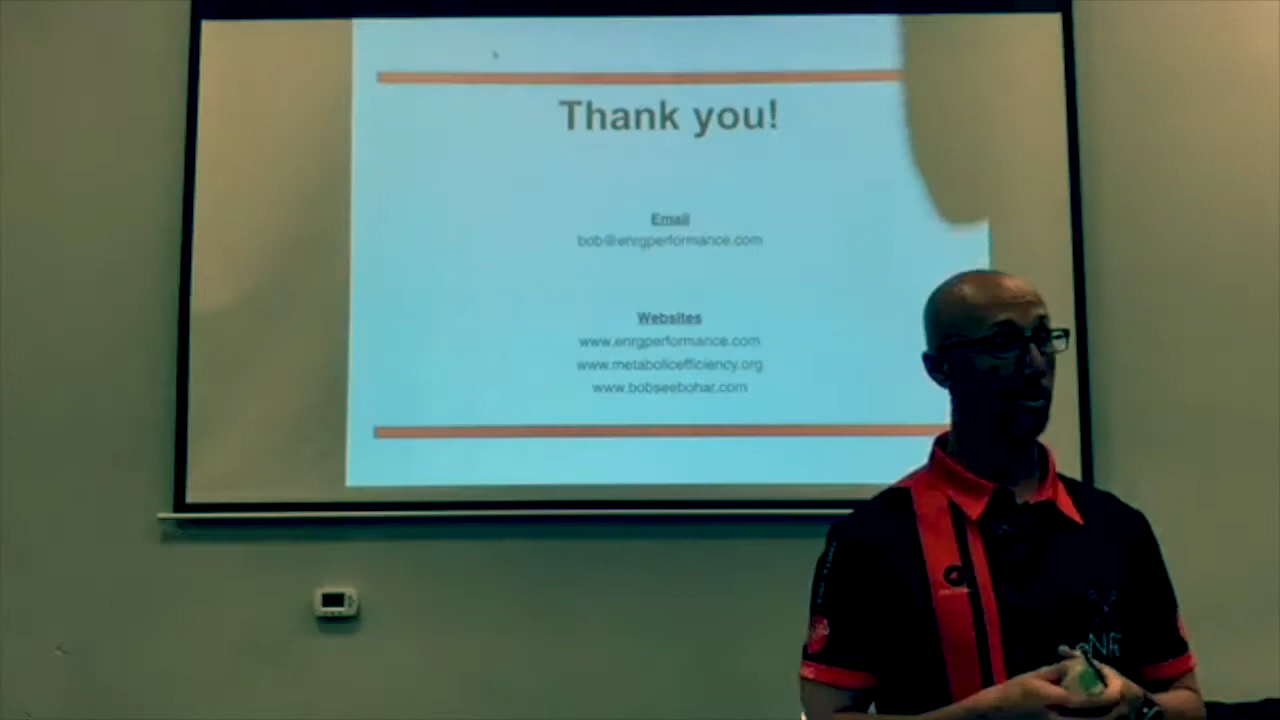 Thank you!
Email
bob@enrgperformance.com
Websites
www.enrgperformance.com
www.metabolicefficiency.org
www.bobseebohar.com